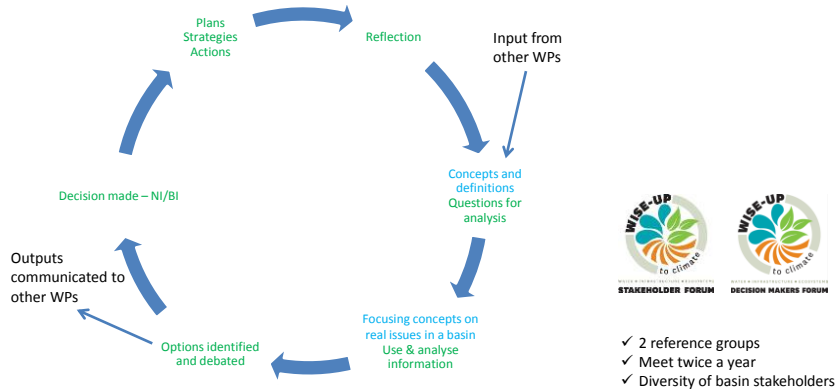 Plans
Strategies
Actions
Reflection
Input from
other WPs
Concepts and
definitions
Questions for
analysis
Focusing concepts on
real issues in a basin
Use & analyse
information
Options identified
and debated
Outputs
communicated to
other WPs
Decision made – NI/BI
WISE-UP
to climate
STAKEHOLDER FORUM
WISE-UP
to climate
DECISION MAKERS FORUM
✓ 2 reference groups
✓ Meet twice a year
✓ Diversity of basin stakeholders